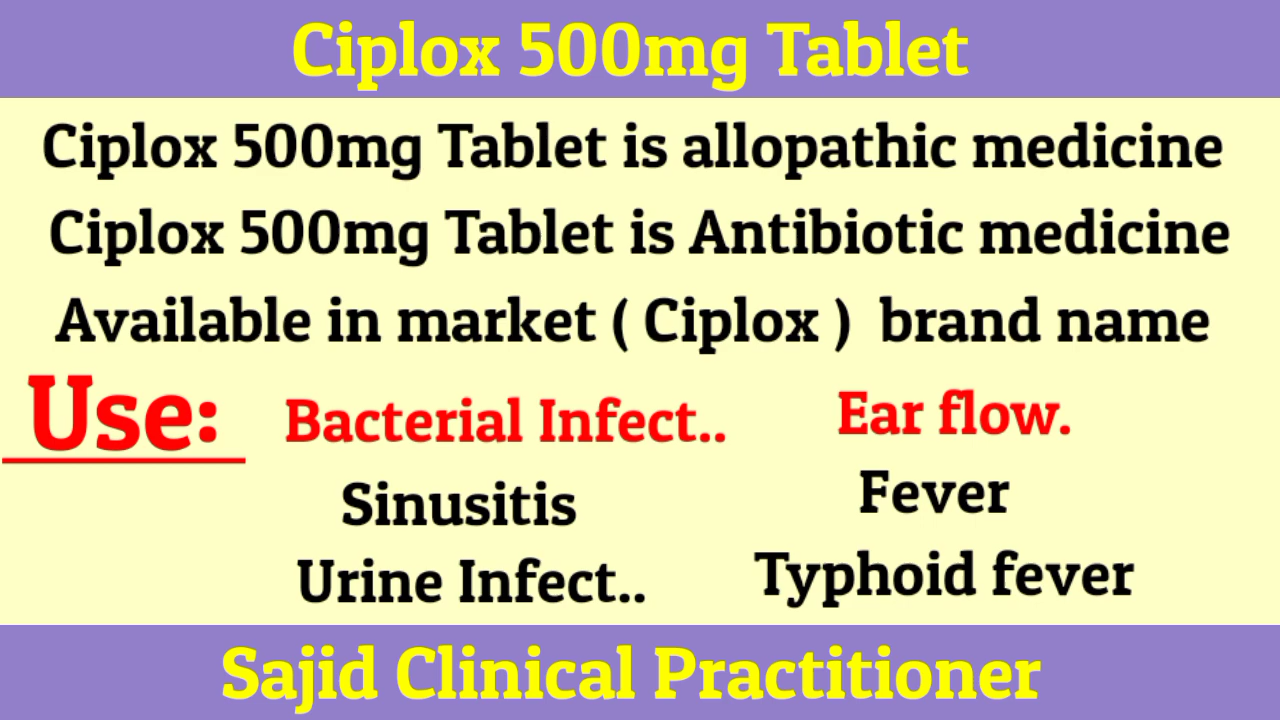 Ciplox 500mg Tablet
Ciplox 500mg Tablet is allopathic medicine
Ciplox 500mg Tablet is Antibiotic medicine
Available in market ( Ciplox ) brand name
Use: Bacterial Infect.. Ear flow.
Sinusitis Fever
Urine Infect.. Typhoid fever
Sajid Clinical Practitioner